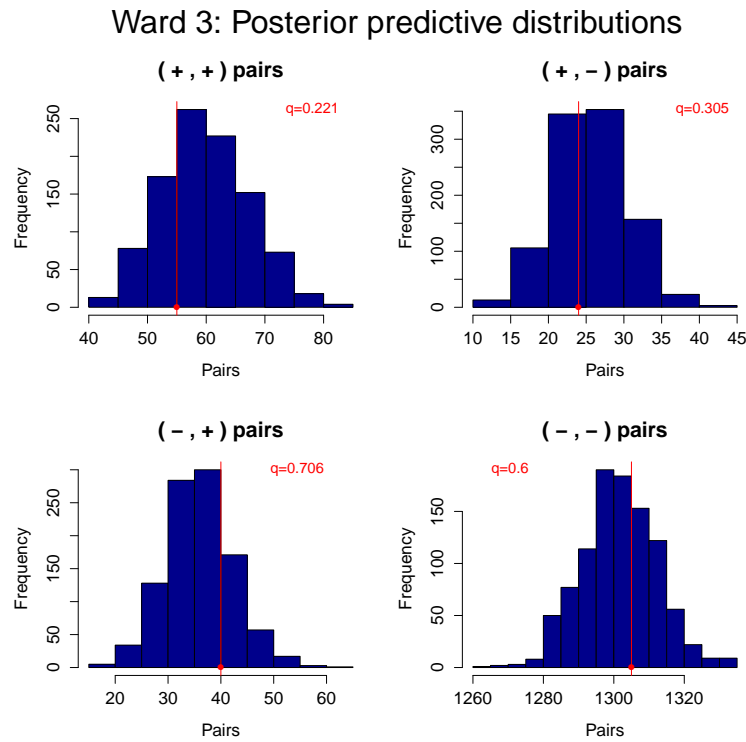 Ward 3: Posterior predictive distributions
( + , + ) pairs
q=0.221
Frequency
0
50
150
250
40 50 60 70 80
Pairs
( + , − ) pairs
q=0.305
Frequency
0
100
200
300
10 15 20 25 30 35 40 45
Pairs
( − , + ) pairs
q=0.706
Frequency
0
50
150
250
20 30 40 50 60
Pairs
( − , − ) pairs
q=0.6
Frequency
0
50
100
150
1260 1280 1300 1320
Pairs